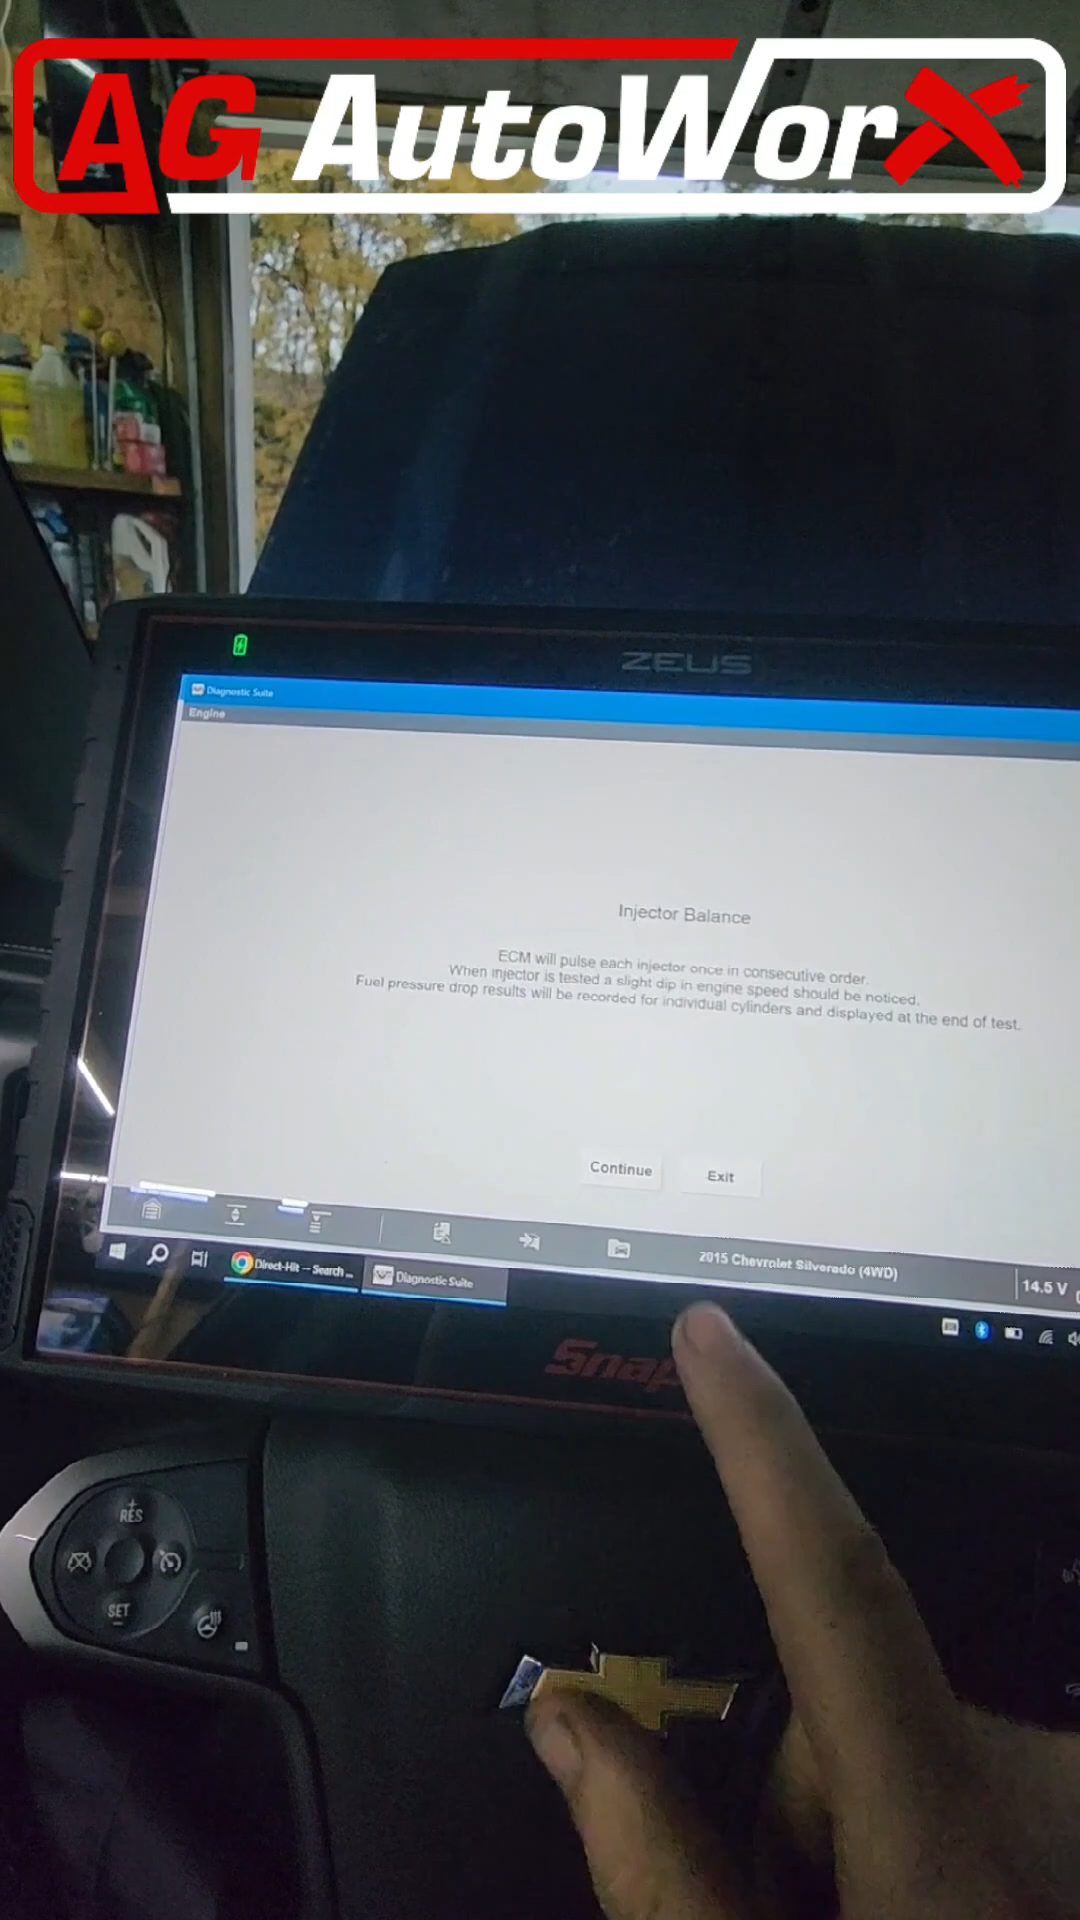 AG AutoWorX
ZEUS
Diagnostic Suite
Engine
Injector Balance
ECM will pulse each injector once in consecutive order.
When injector is tested a slight dip in engine speed should be noticed.
Fuel pressure drop results will be recorded for individual cylinders and displayed at the end of test.
Continue
Exit
2015 Chevrolet Silverado (4WD)
14.5 V
Direct-Hit -- Search ...
Diagnostic Suite
Snap
+
RES
SET
-